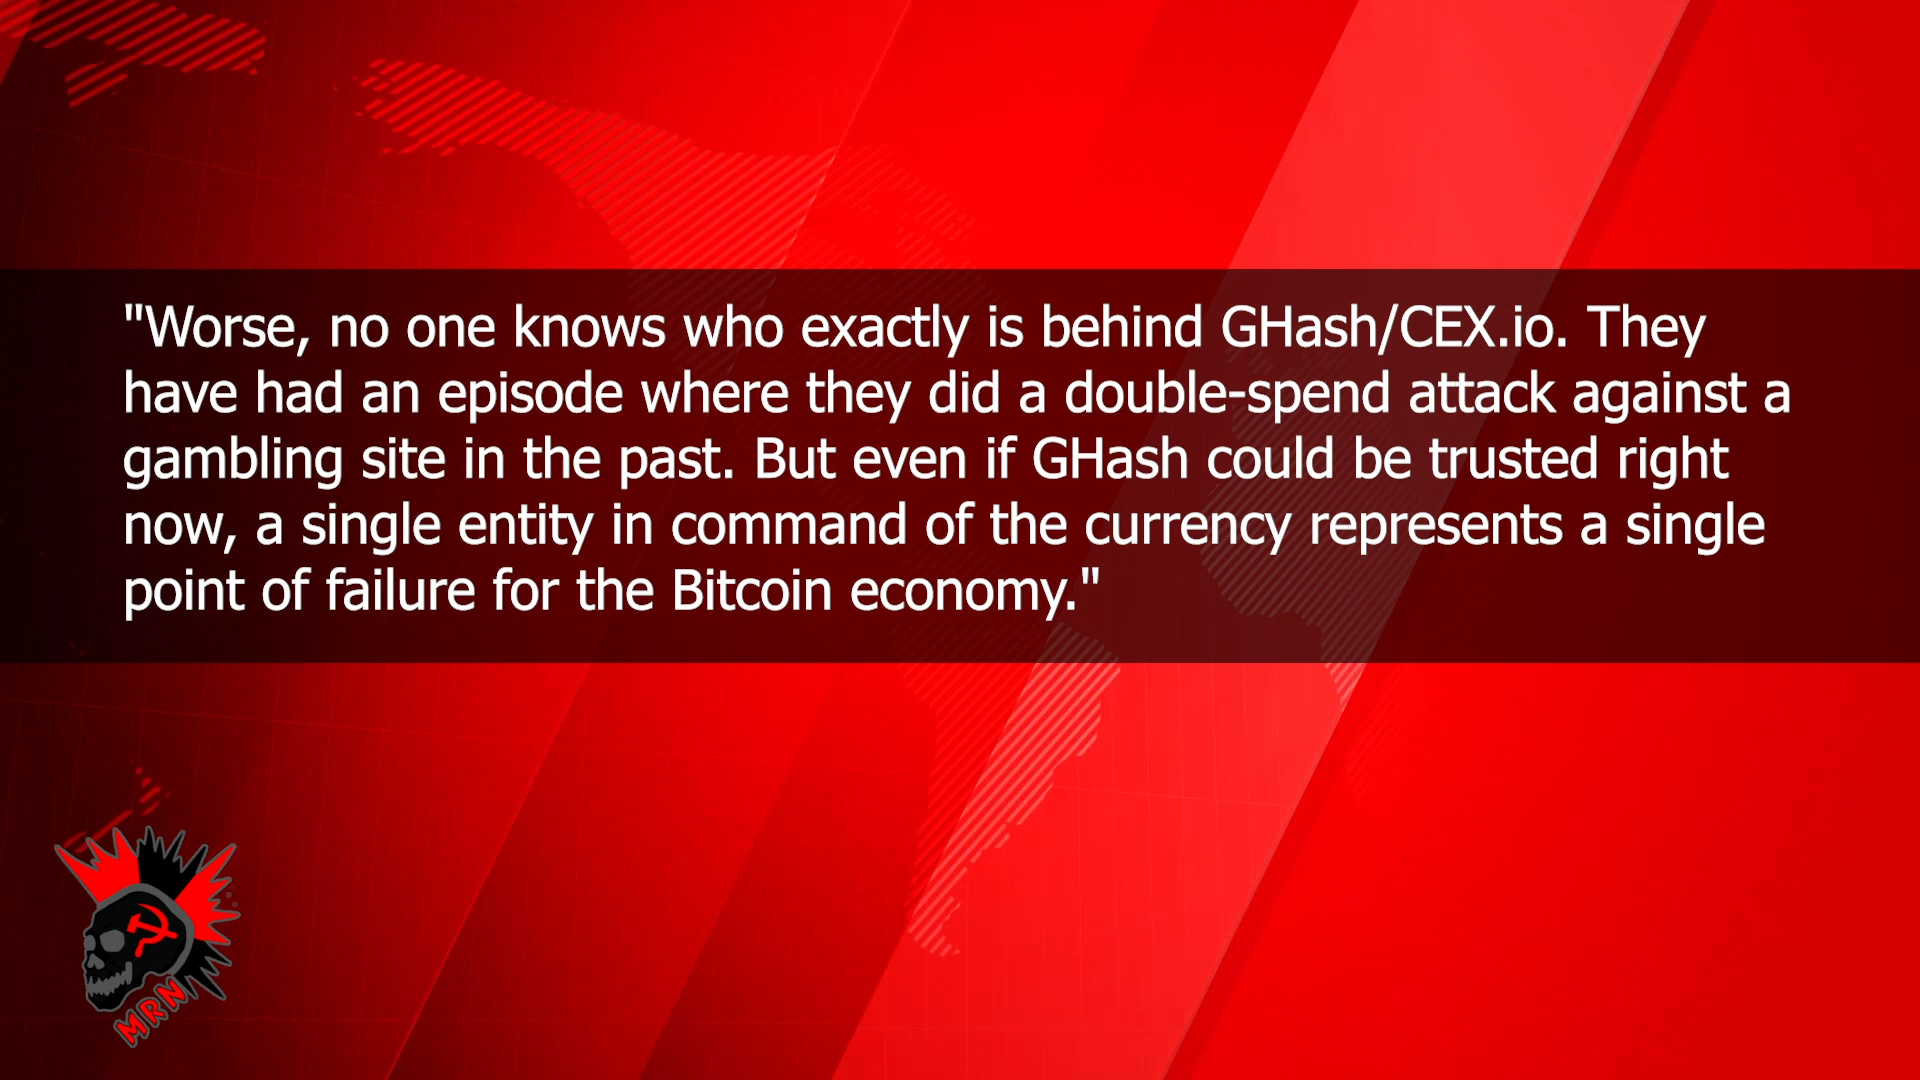 "Worse, no one knows who exactly is behind GHash/CEX.io. They
have had an episode where they did a double-spend attack against a
gambling site in the past. But even if GHash could be trusted right
now, a single entity in command of the currency represents a single
point of failure for the Bitcoin economy."
MRN